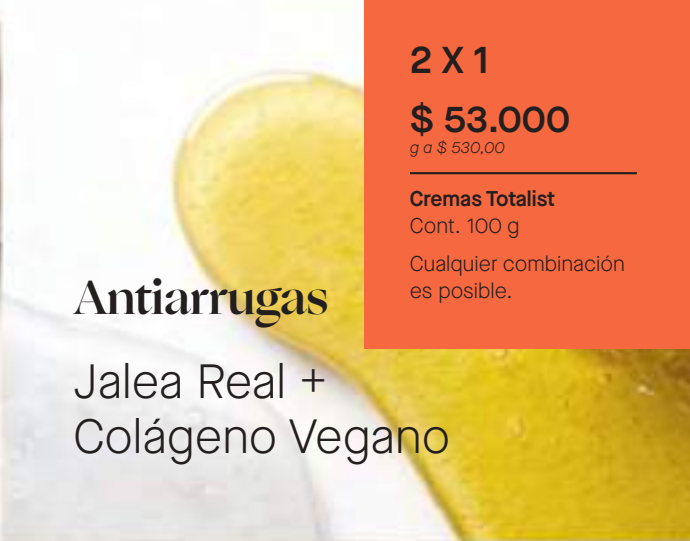 2 X 1
$ 53.000
g a $ 530,00
Cremas Totalist
Cont. 100 g
Cualquier combinación
es posible.
Antiarrugas
Jalea Real +
Colágeno Vegano